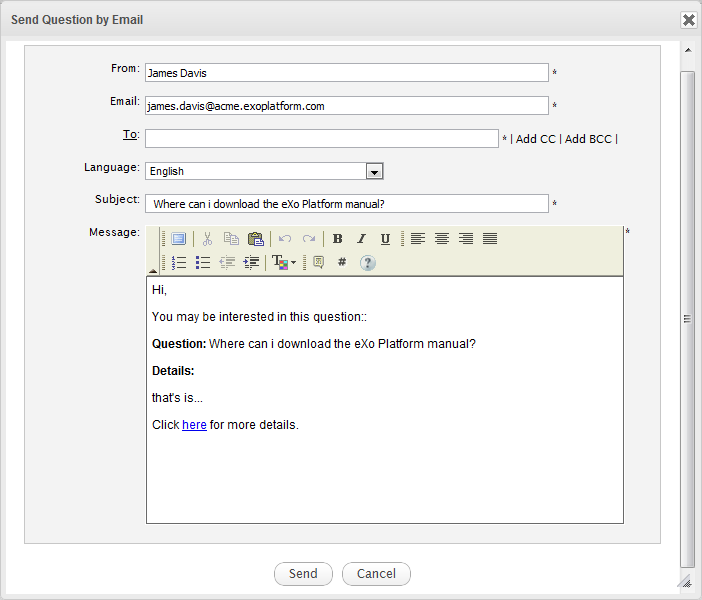 Send Question by Email
From: James Davis *
Email: james.davis@acme.exoplatform.com *
To: * | Add CC | Add BCC |
Language: English
Subject: Where can i download the eXo Platform manual? *
Message: *
B I U
T # ?
Hi,
You may be interested in this question::
Question: Where can i download the eXo Platform manual?
Details:
that's is...
Click here for more details.
Send Cancel